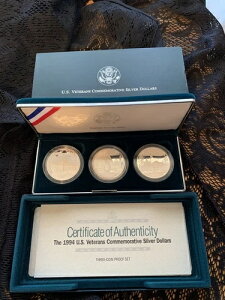 U.S. Veterans Commemorative Silver Dollars
Certificate of Authenticity
The 1994 U.S. Veterans Commemorative Silver Dollars
THREE-COIN PROOF SET